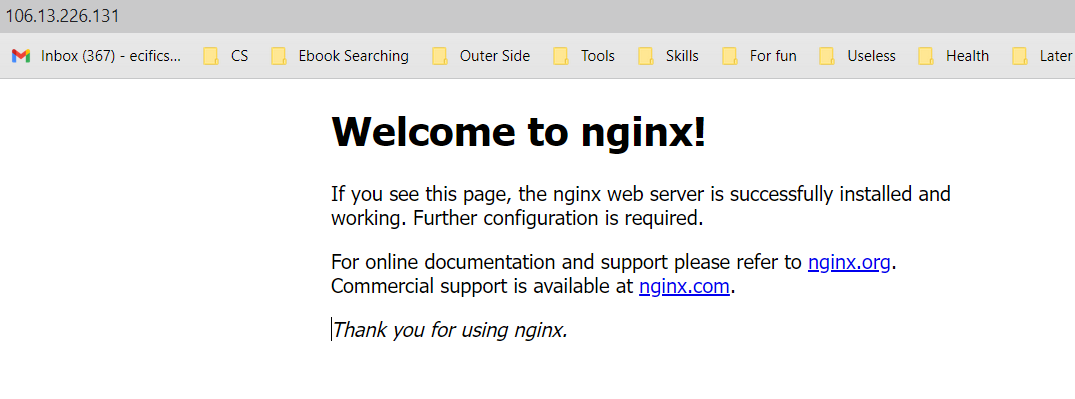 106.13.226.131
Inbox (367) - ecifics... CS Ebook Searching Outer Side Tools Skills For fun Useless Health Later
Welcome to nginx!
If you see this page, the nginx web server is successfully installed and
working. Further configuration is required.
For online documentation and support please refer to nginx.org.
Commercial support is available at nginx.com.
Thank you for using nginx.